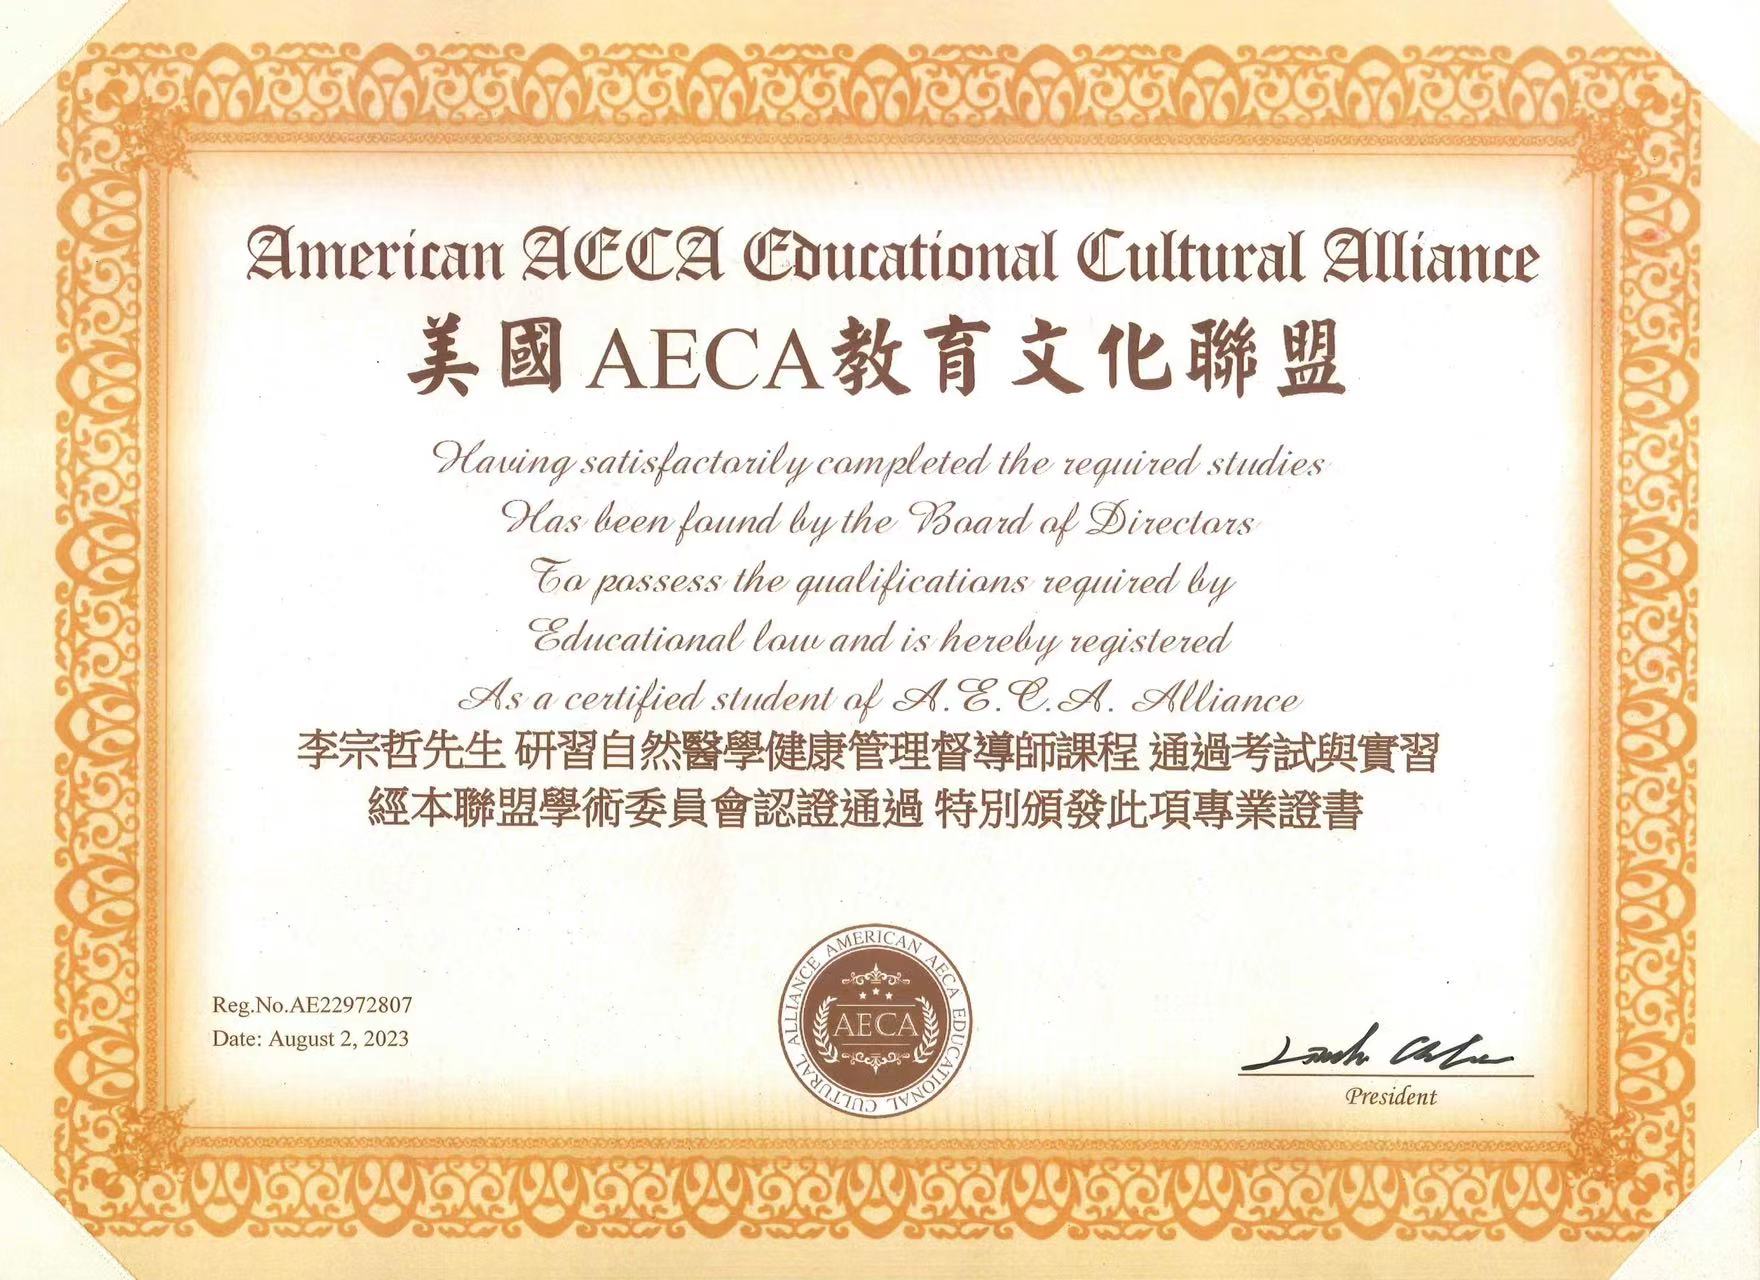 American AECA Educational Cultural Alliance
美國AECA教育文化聯盟
Having satisfactorily completed the required studies
Has been found by the Board of Directors
To possess the qualifications required by
Educational law and is hereby registered
As a certified student of A.E.C.A. Alliance
李宗哲先生 研習自然醫學健康管理督導師課程 通過考試與實習
經本聯盟學術委員會認證通過 特別頒發此項專業證書
AMERICAN AECA EDUCATIONAL CULTURAL ALLIANCE
AECA
Reg.No.AE22972807
Date: August 2, 2023
President